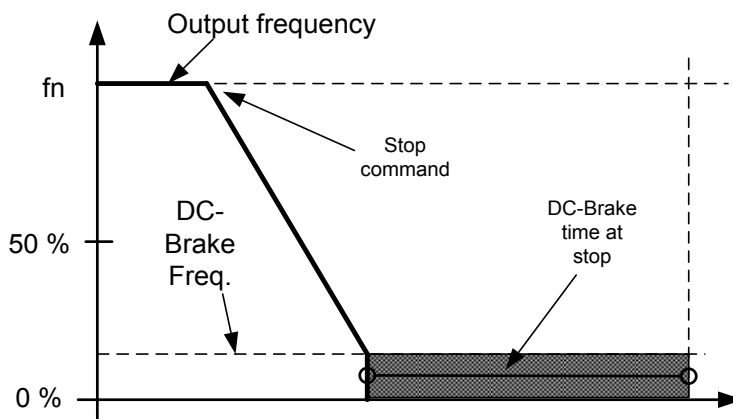 Output frequency
fn
Stop
command
DC-
Brake
Freq.
DC-Brake
time at
stop
50 %
0 %